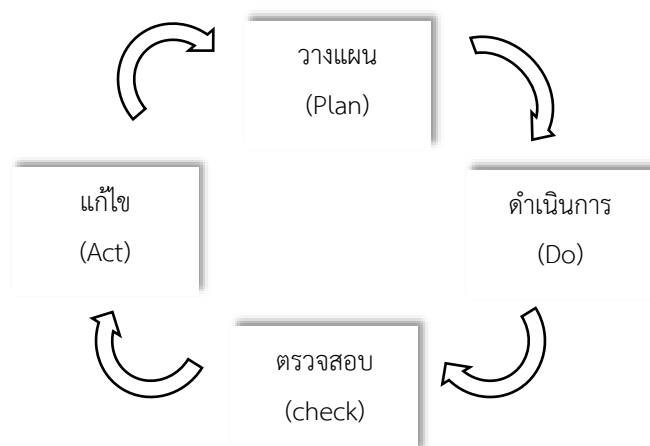 วางแผน
(Plan)
แก้ไข
(Act)
ดำเนินการ
(Do)
ตรวจสอบ
(check)